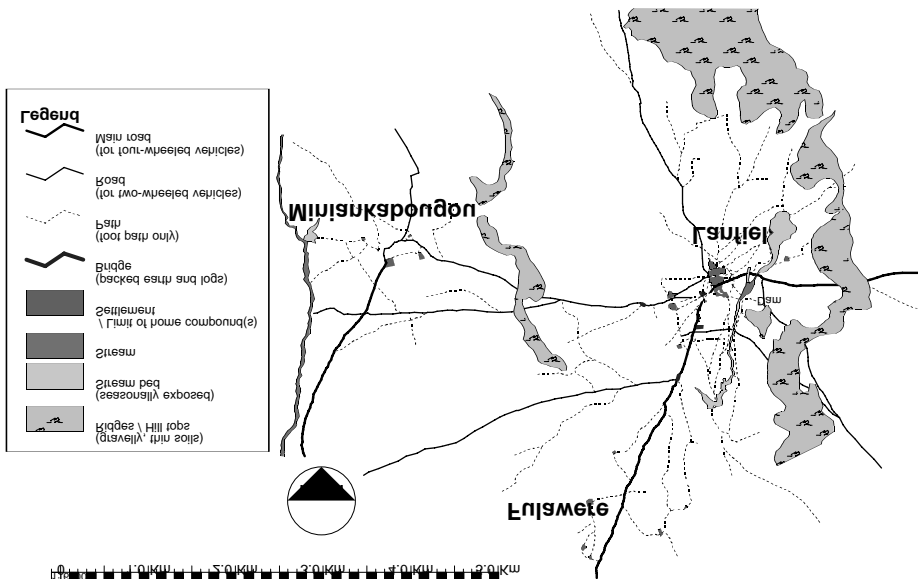 Legend
Main road
(for four-wheeled vehicles)
Road
(for two-wheeled vehicles)
Path
(foot path only)
Bridge
(packed earth and logs)
Settlement
/ Limit of home compound(s)
Stream
Stream bed
(seasonally exposed)
Ridges / Hill tops
(gravelly, thin soils)
Miniankabougou
Lanfiela
Dam
Fulawere
0 1.0km 2.0km 3.0km 4.0km 5.0km